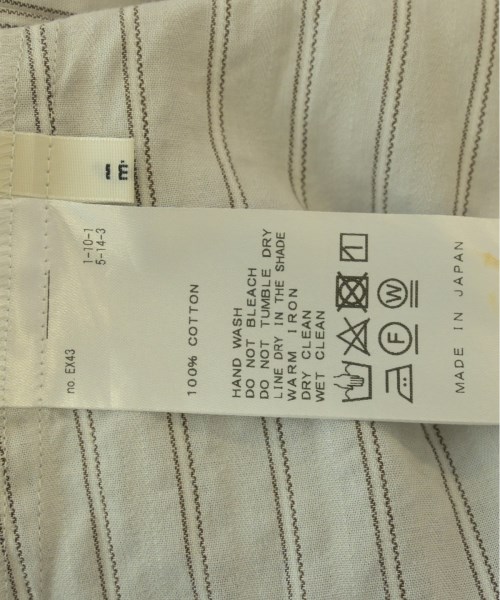 1-10-1
5-14-3
no. EX43
100% COTTON
HAND WASH
DO NOT BLEACH
DO NOT TUMBLE DRY
LINE DRY IN THE SHADE
WARM IRON
DRY CLEAN
WET CLEAN
F
W
MADE IN JAPAN